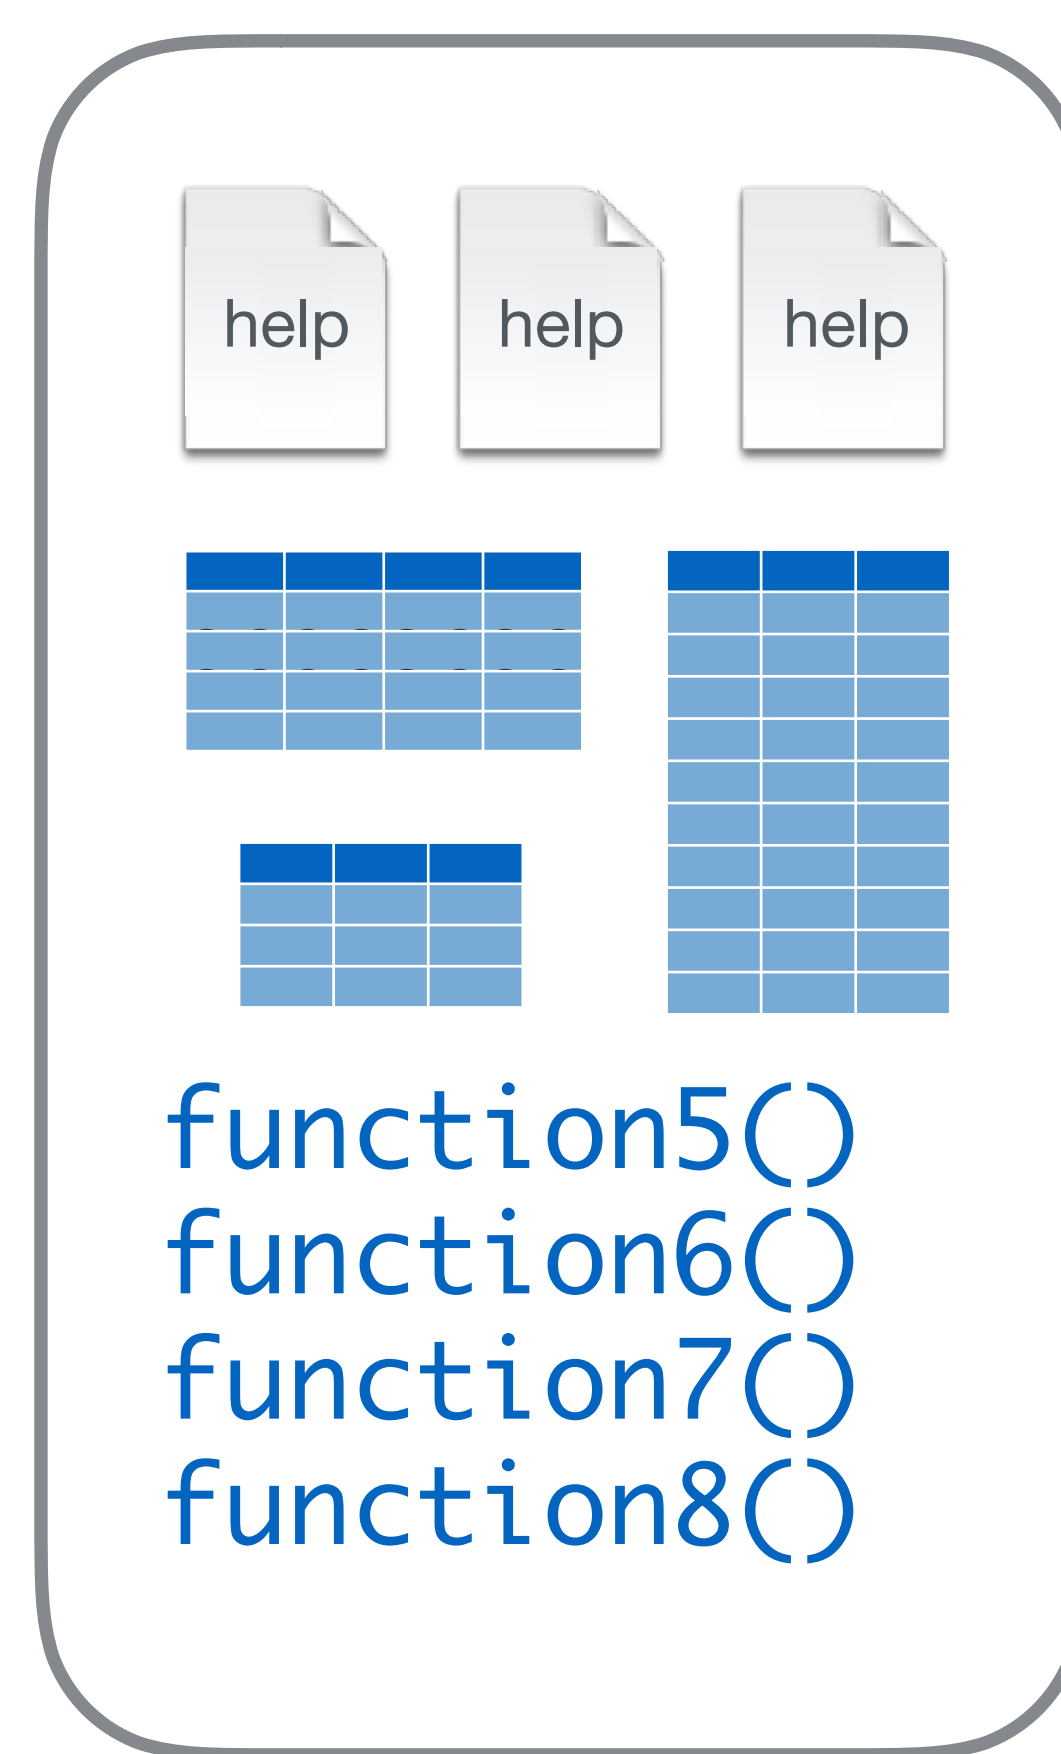 help help help
function5()
function6()
function7()
function8()